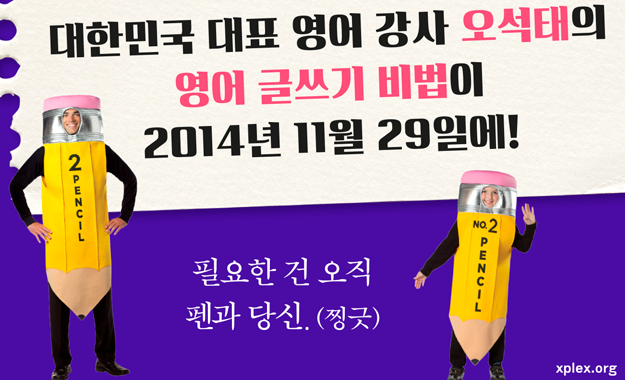 대한민국 대표 영어 강사 오석태의
영어 글쓰기 비법이
2014년 11월 29일에!
2
PENCIL
NO. 2
PENCIL
필요한 건 오직
펜과 당신. (찡긋)
xplex.org